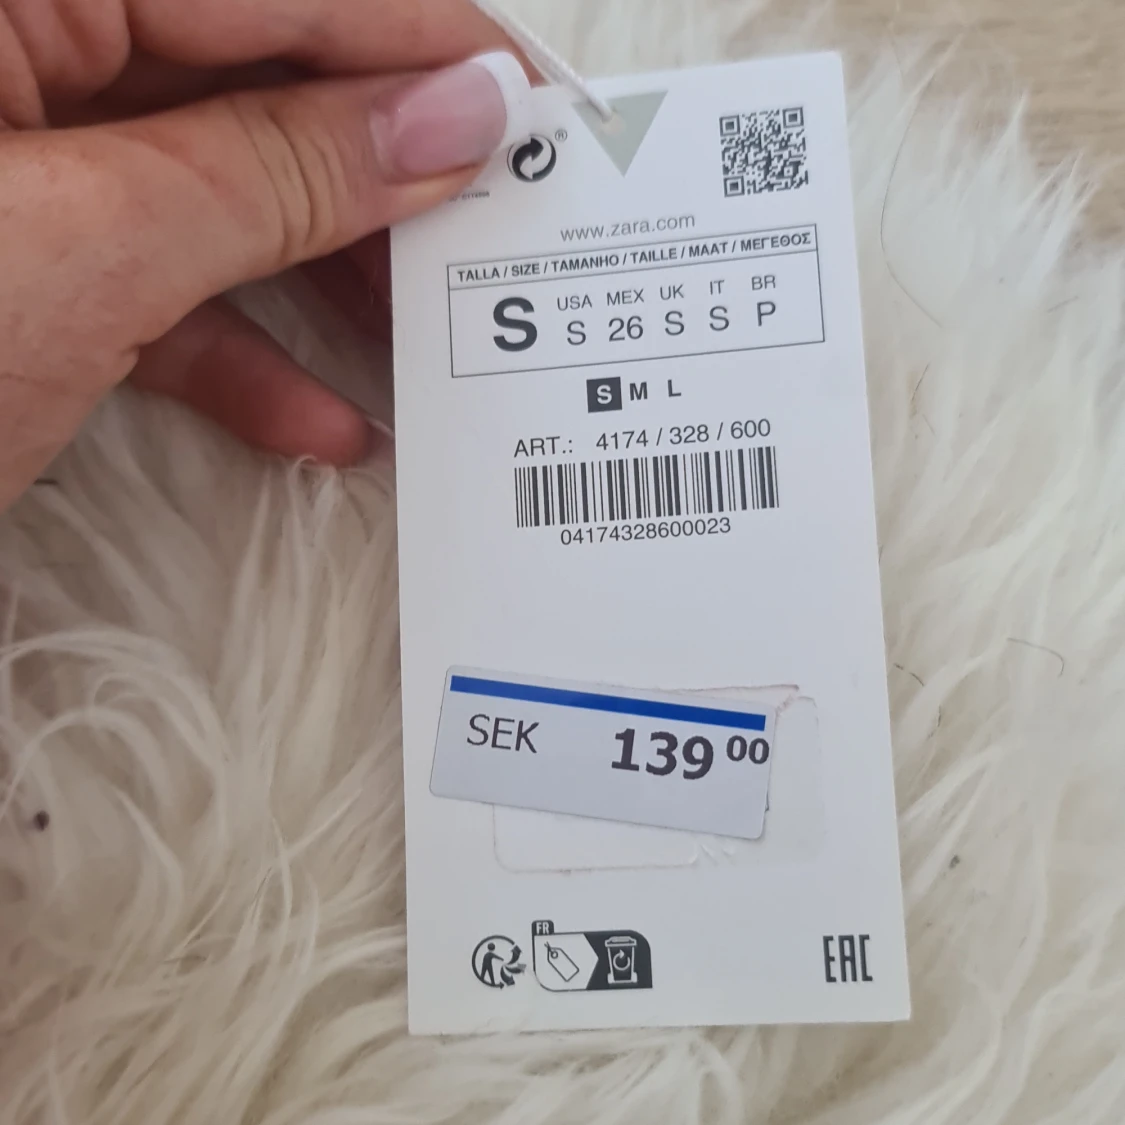 ®
www.zara.com
TALLA / SIZE / TAMANHO / TAILLE / MAAT / ΜΕΓΕΘΟΣ
S
USA MEX UK IT BR
S 26 S S P
S M L
ART.: 4174 / 328 / 600
04174328600023
SEK 139 00
FR
EAC